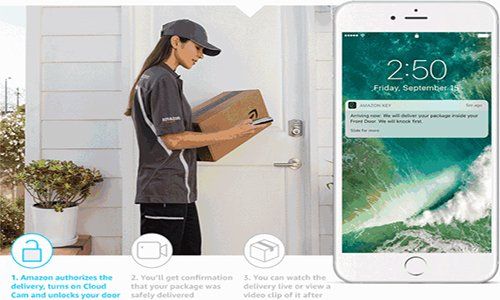 amazon
2:50
Friday, September 15
AMAZON KEY
5m ago
Arriving now: We will deliver your package inside your
Front Door. We will knock first.
Slide for more
1. Amazon authorizes the
delivery, turns on Cloud
Cam and unlocks your door
2. You'll get confirmation
that your package was
safely delivered
3. You can watch the
delivery live or view a
video clip of it after